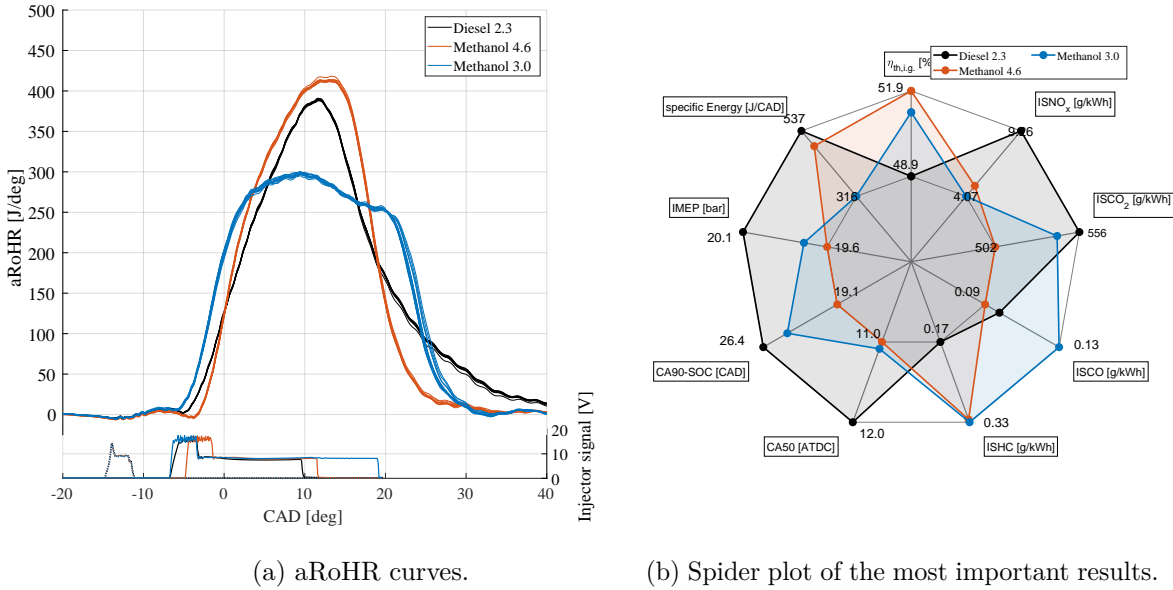 500
450
400
350
300
250
200
150
100
50
0
aRoHR [J/deg]
Diesel 2.3
Methanol 4.6
Methanol 3.0
20
10
0
Injector signal [V]
-20
-10
0
10
20
30
40
CAD [deg]
(a) aRoHR curves.
Diesel 2.3
Methanol 3.0
Methanol 4.6
η_th,i.g. [%
51.9
48.9
ISNO_x [g/kWh]
4.07
ISCO_2 [g/kWh]
556
502
ISCO [g/kWh]
0.13
0.09
ISHC [g/kWh]
0.33
0.17
CA50 [ATDC]
12.0
11.0
CA90-SOC [CAD]
26.4
19.1
IMEP [bar]
20.1
19.6
specific Energy [J/CAD]
537
316
(b) Spider plot of the most important results.